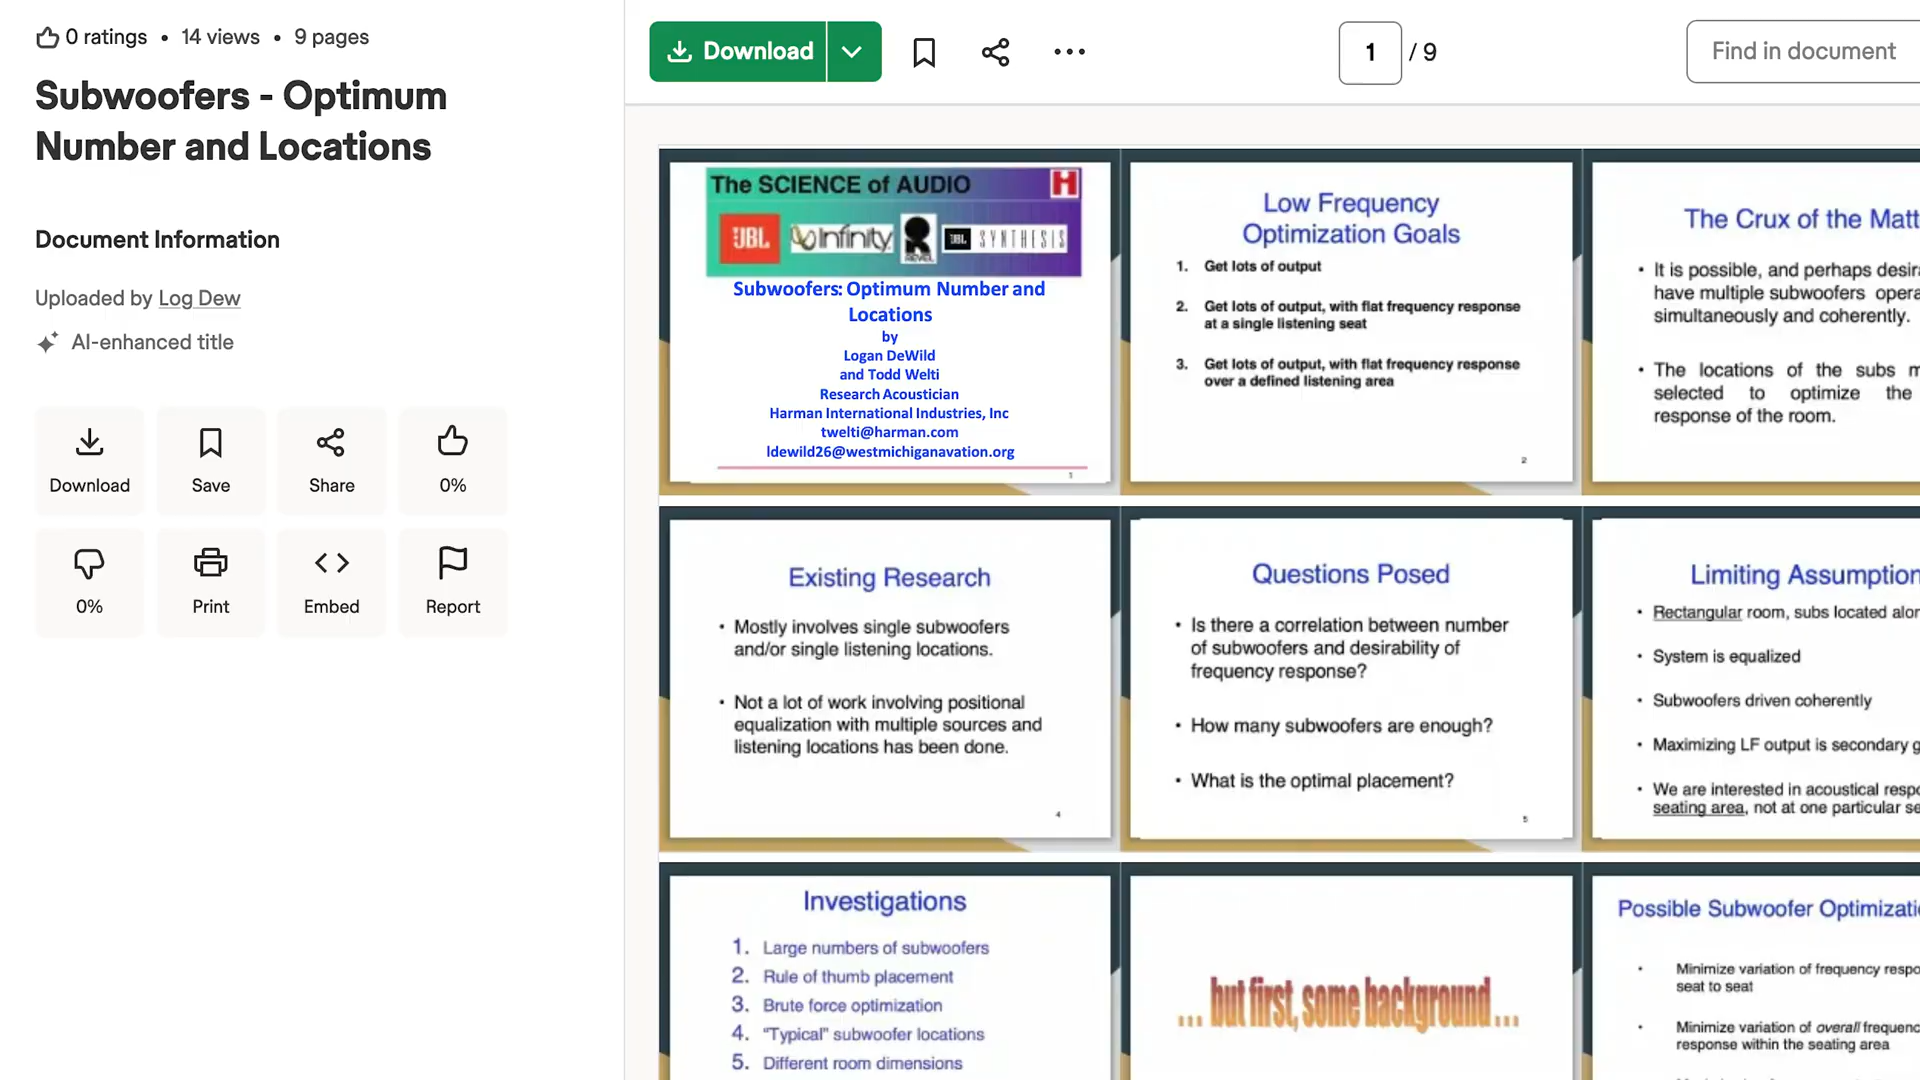 0 ratings • 14 views • 9 pages
Subwoofers - Optimum
Number and Locations
Document Information
Uploaded by Log Dew
AI-enhanced title
Download
Save
Share
0%
0%
Print
Embed
Report
Download
1 / 9
Find in document
The SCIENCE of AUDIO H
JBL Infinity REVEL JBL SYNTHESIS
Subwoofers: Optimum Number and
Locations
by
Logan DeWild
and Todd Welti
Research Acoustician
Harman International Industries, Inc
twelti@harman.com
ldewild26@westmichiganavation.org
1
Low Frequency
Optimization Goals
1. Get lots of output
2. Get lots of output, with flat frequency response
at a single listening seat
3. Get lots of output, with flat frequency response
over a defined listening area
2
The Crux of the Matt
• It is possible, and perhaps desira
have multiple subwoofers opera
simultaneously and coherently.
• The locations of the subs m
selected to optimize the
response of the room.
Existing Research
• Mostly involves single subwoofers
and/or single listening locations.
• Not a lot of work involving positional
equalization with multiple sources and
listening locations has been done.
4
Questions Posed
• Is there a correlation between number
of subwoofers and desirability of
frequency response?
• How many subwoofers are enough?
• What is the optimal placement?
5
Limiting Assumption
• Rectangular room, subs located alon
• System is equalized
• Subwoofers driven coherently
• Maximizing LF output is secondary g
• We are interested in acoustical respo
seating area, not at one particular se
Investigations
1. Large numbers of subwoofers
2. Rule of thumb placement
3. Brute force optimization
4. "Typical" subwoofer locations
5. Different room dimensions
... but first, some background...
Possible Subwoofer Optimizati
• Minimize variation of frequency respo
seat to seat
• Minimize variation of overall frequenc
response within the seating area